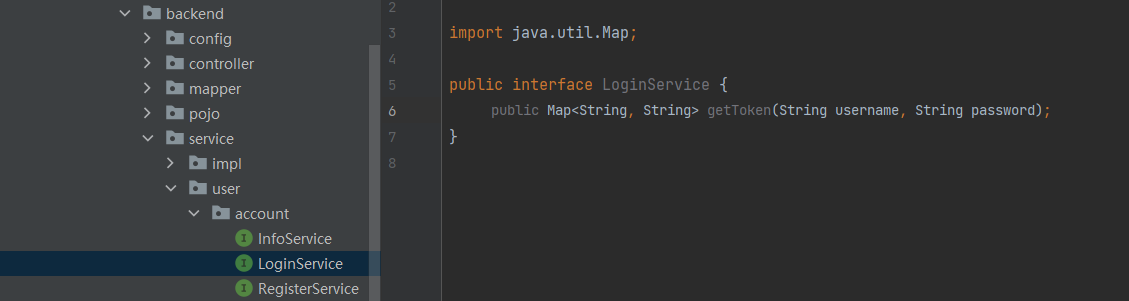 backend
config
controller
mapper
pojo
service
impl
user
account
I InfoService
I LoginService
I RegisterService
2
3 import java.util.Map;
4
5 public interface LoginService {
6 public Map<String, String> getToken(String username, String password);
7 }
8